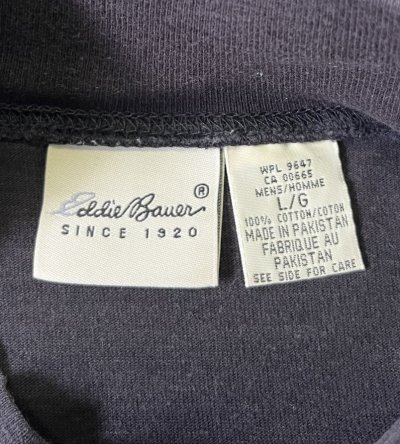 Eddie Bauer®
SINCE 1920
WPL 9647
CA 00665
MENS/HOMME
L/G
100% COTTON/COTON
MADE IN PAKISTAN
FABRIQUE AU
PAKISTAN
SEE SIDE FOR CARE